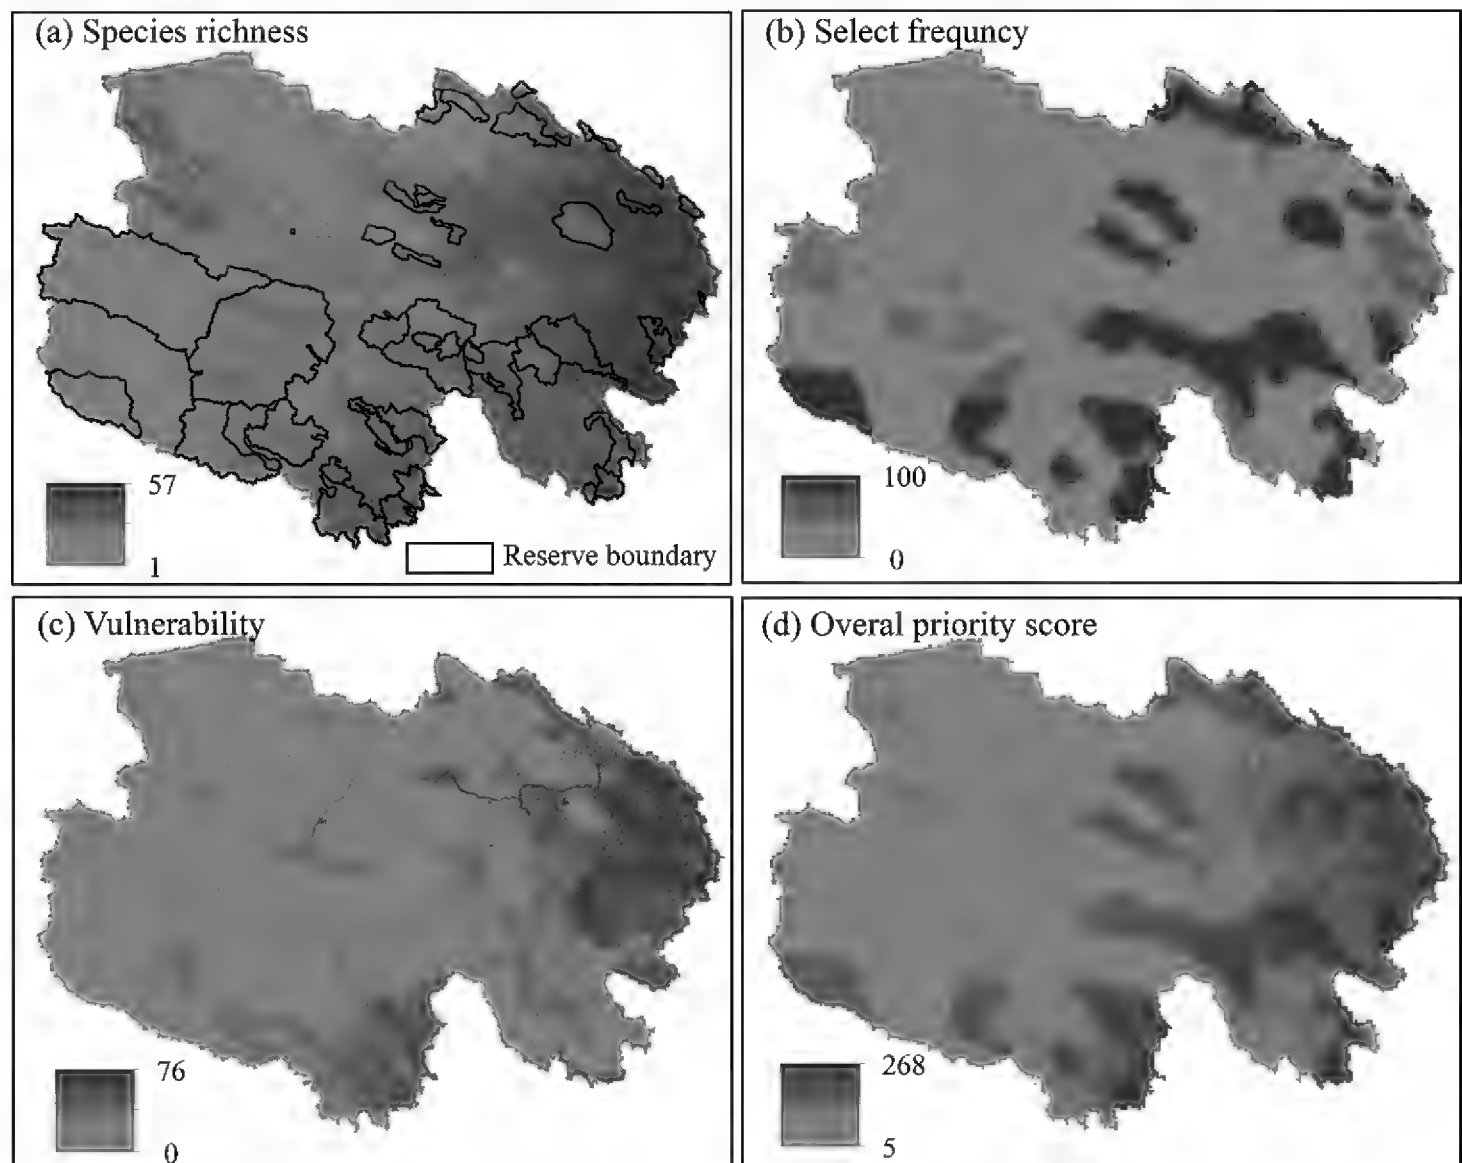 (a) Species richness
57
1
Reserve boundary
(b) Select frequncy
100
0
(c) Vulnerability
76
0
(d) Overal priority score
268
5